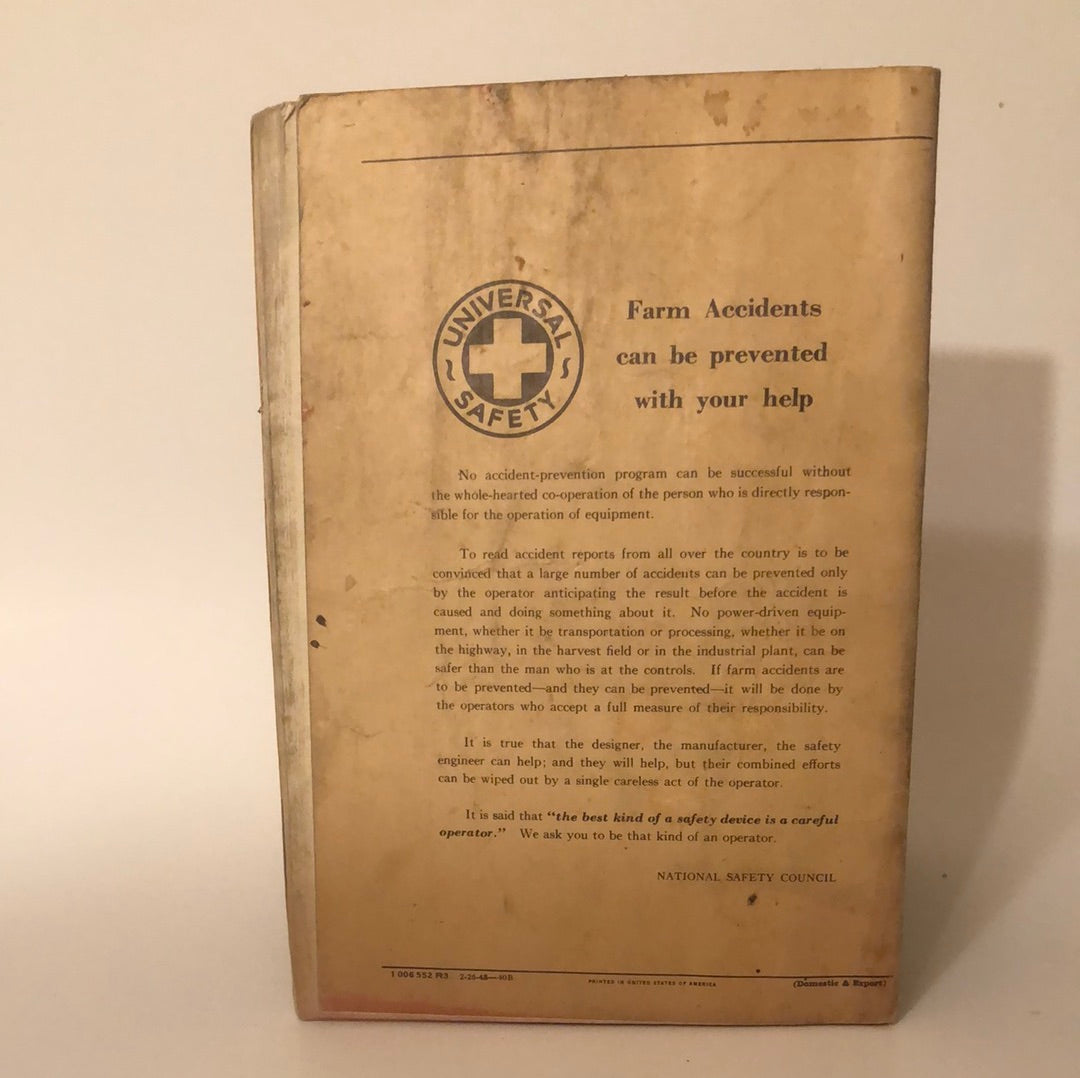 UNIVERSAL
SAFETY
Farm Accidents
can be prevented
with your help
No accident-prevention program can be successful without
the whole-hearted co-operation of the person who is directly respon-
sible for the operation of equipment.
To read accident reports from all over the country is to be
convinced that a large number of accidents can be prevented only
by the operator anticipating the result before the accident is
caused and doing something about it. No power-driven equip-
ment, whether it be transportation or processing, whether it be on
the highway, in the harvest field or in the industrial plant, can be
safer than the man who is at the controls. If farm accidents are
to be prevented—and they can be prevented—it will be done by
the operators who accept a full measure of their responsibility.
It is true that the designer, the manufacturer, the safety
engineer can help; and they will help, but their combined efforts
can be wiped out by a single careless act of the operator.
It is said that “the best kind of a safety device is a careful
operator.” We ask you to be that kind of an operator.
NATIONAL SAFETY COUNCIL
1 006 552 R3
PRINTED IN UNITED STATES OF AMERICA
(Domestic & Export)